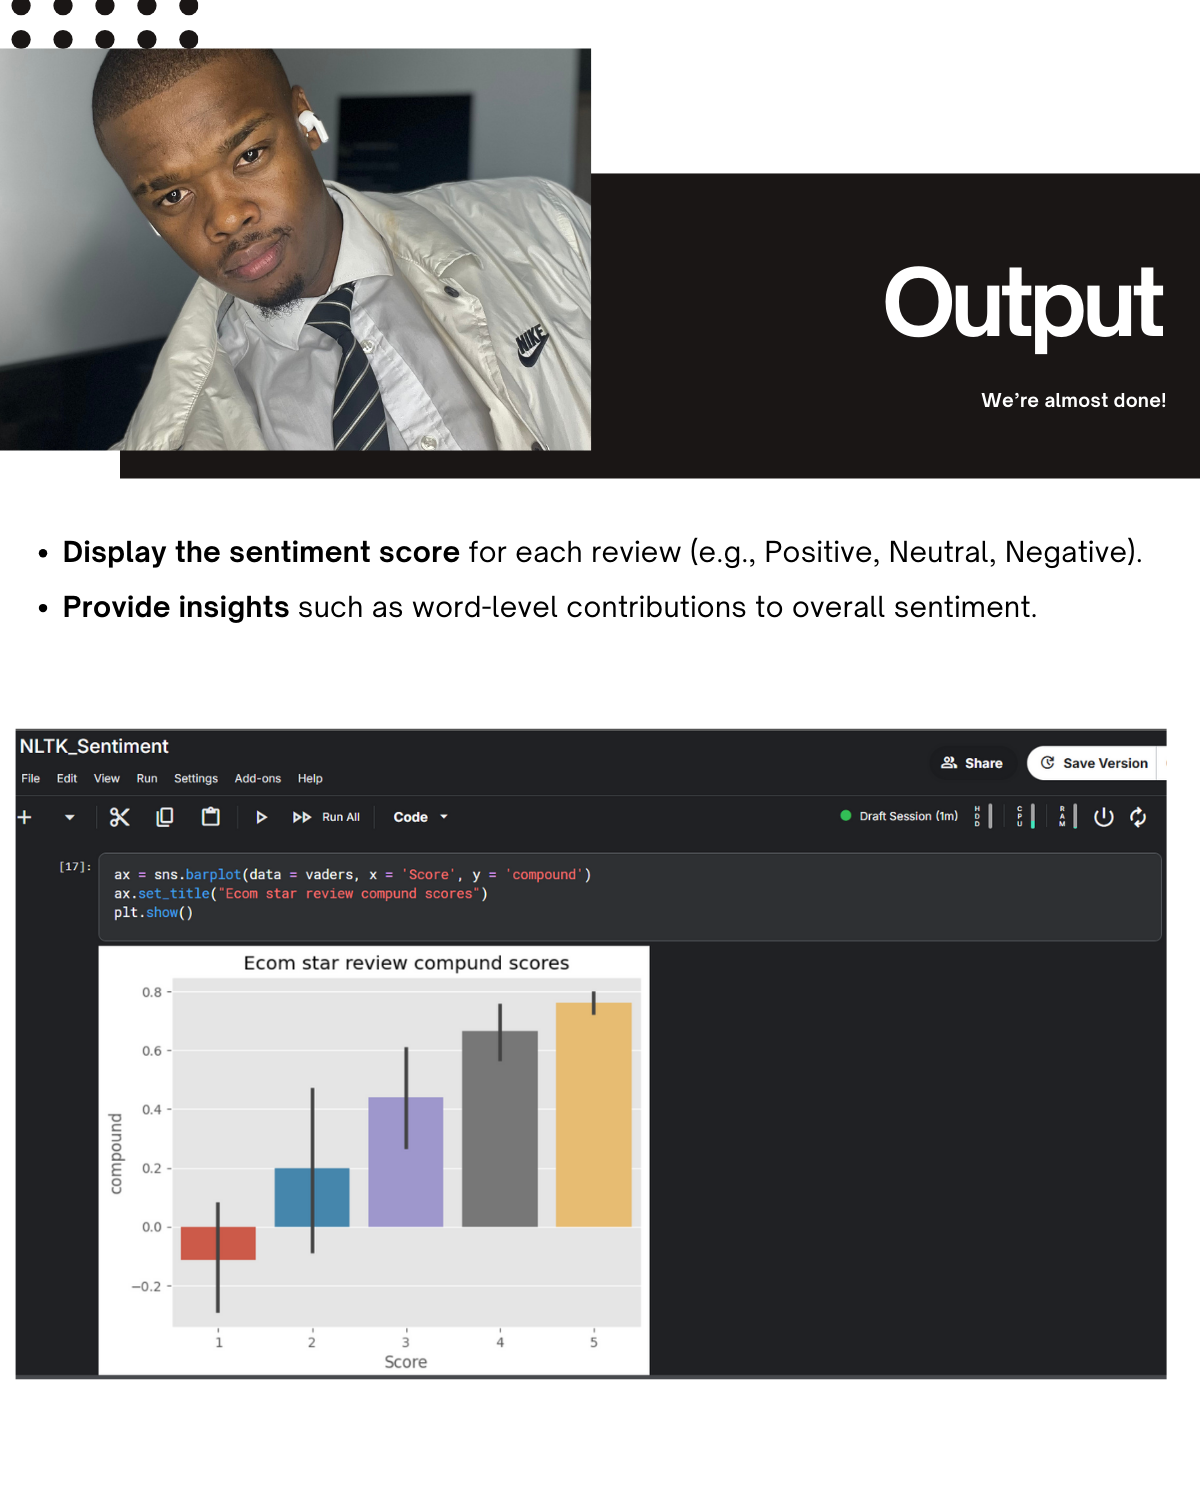 NIKE
Output
We're almost done!
• Display the sentiment score for each review (e.g., Positive, Neutral, Negative).
• Provide insights such as word-level contributions to overall sentiment.
NLTK_Sentiment
File Edit View Run Settings Add-ons Help
Share
Save Version
Run All
Code
Draft Session (1m)
HDD
CPU
RAM
[17]:
ax = sns.barplot(data = vaders, x = 'Score', y = 'compound')
ax.set_title("Ecom star review compund scores")
plt.show()
Ecom star review compund scores
0.8
0.6
0.4
0.2
0.0
−0.2
compound
1 2 3 4 5
Score